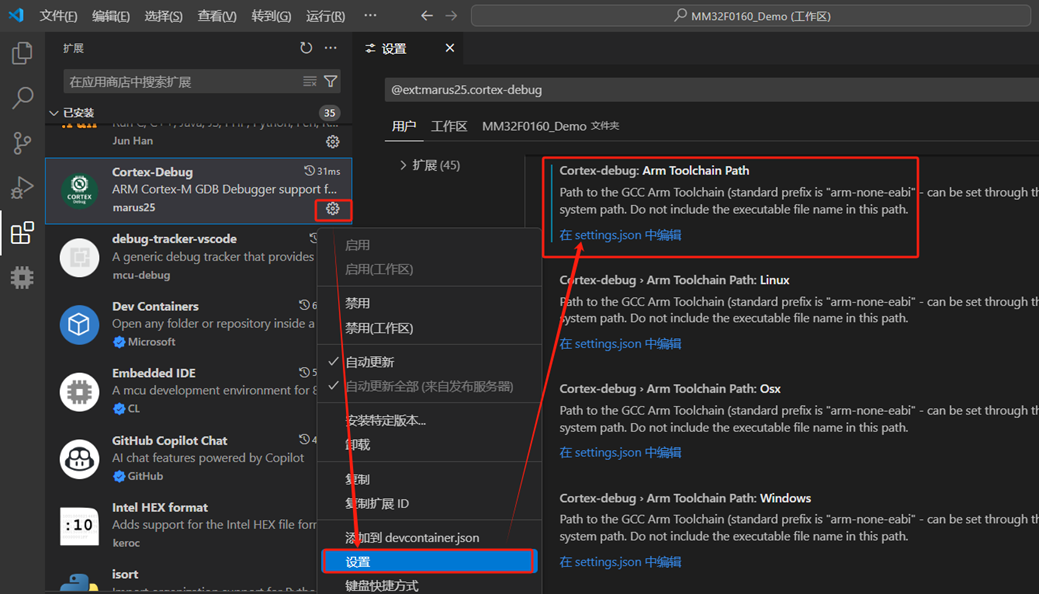 文件(F) 编辑(E) 选择(S) 查看(V) 转到(G) 运行(R) ··· MM32F0160_Demo (工作区)
扩展
在应用商店中搜索扩展
已安装 35
Jun Han
Cortex-Debug 31ms
ARM Cortex-M GDB Debugger support f...
marus25
debug-tracker-vscode
A generic debug tracker that provides
mcu-debug
Dev Containers 6
Open any folder or repository inside a
Microsoft
Embedded IDE 5
A mcu development environment for 8
CL
GitHub Copilot Chat 4
AI chat features powered by Copilot
GitHub
:10
Intel HEX format
Adds support for the Intel HEX file form
keroc
isort
启用
启用(工作区)
禁用
禁用(工作区)
自动更新
自动更新全部 (来自发布服务器)
安装特定版本...
卸载
复制
复制扩展 ID
添加到 devcontainer.json
设置
键盘快捷方式
设置
@ext:marus25.cortex-debug
用户 工作区 MM32F0160_Demo 文件夹
扩展 (45)
Cortex-debug: Arm Toolchain Path
Path to the GCC Arm Toolchain (standard prefix is "arm-none-eabi" - can be set through th
system path. Do not include the executable file name in this path.
在 settings.json 中编辑
Cortex-debug › Arm Toolchain Path: Linux
Path to the GCC Arm Toolchain (standard prefix is "arm-none-eabi" - can be set through th
system path. Do not include the executable file name in this path.
在 settings.json 中编辑
Cortex-debug › Arm Toolchain Path: Osx
Path to the GCC Arm Toolchain (standard prefix is "arm-none-eabi" - can be set through th
system path. Do not include the executable file name in this path.
在 settings.json 中编辑
Cortex-debug › Arm Toolchain Path: Windows
Path to the GCC Arm Toolchain (standard prefix is "arm-none-eabi" - can be set through th
system path. Do not include the executable file name in this path.
在 settings.json 中编辑